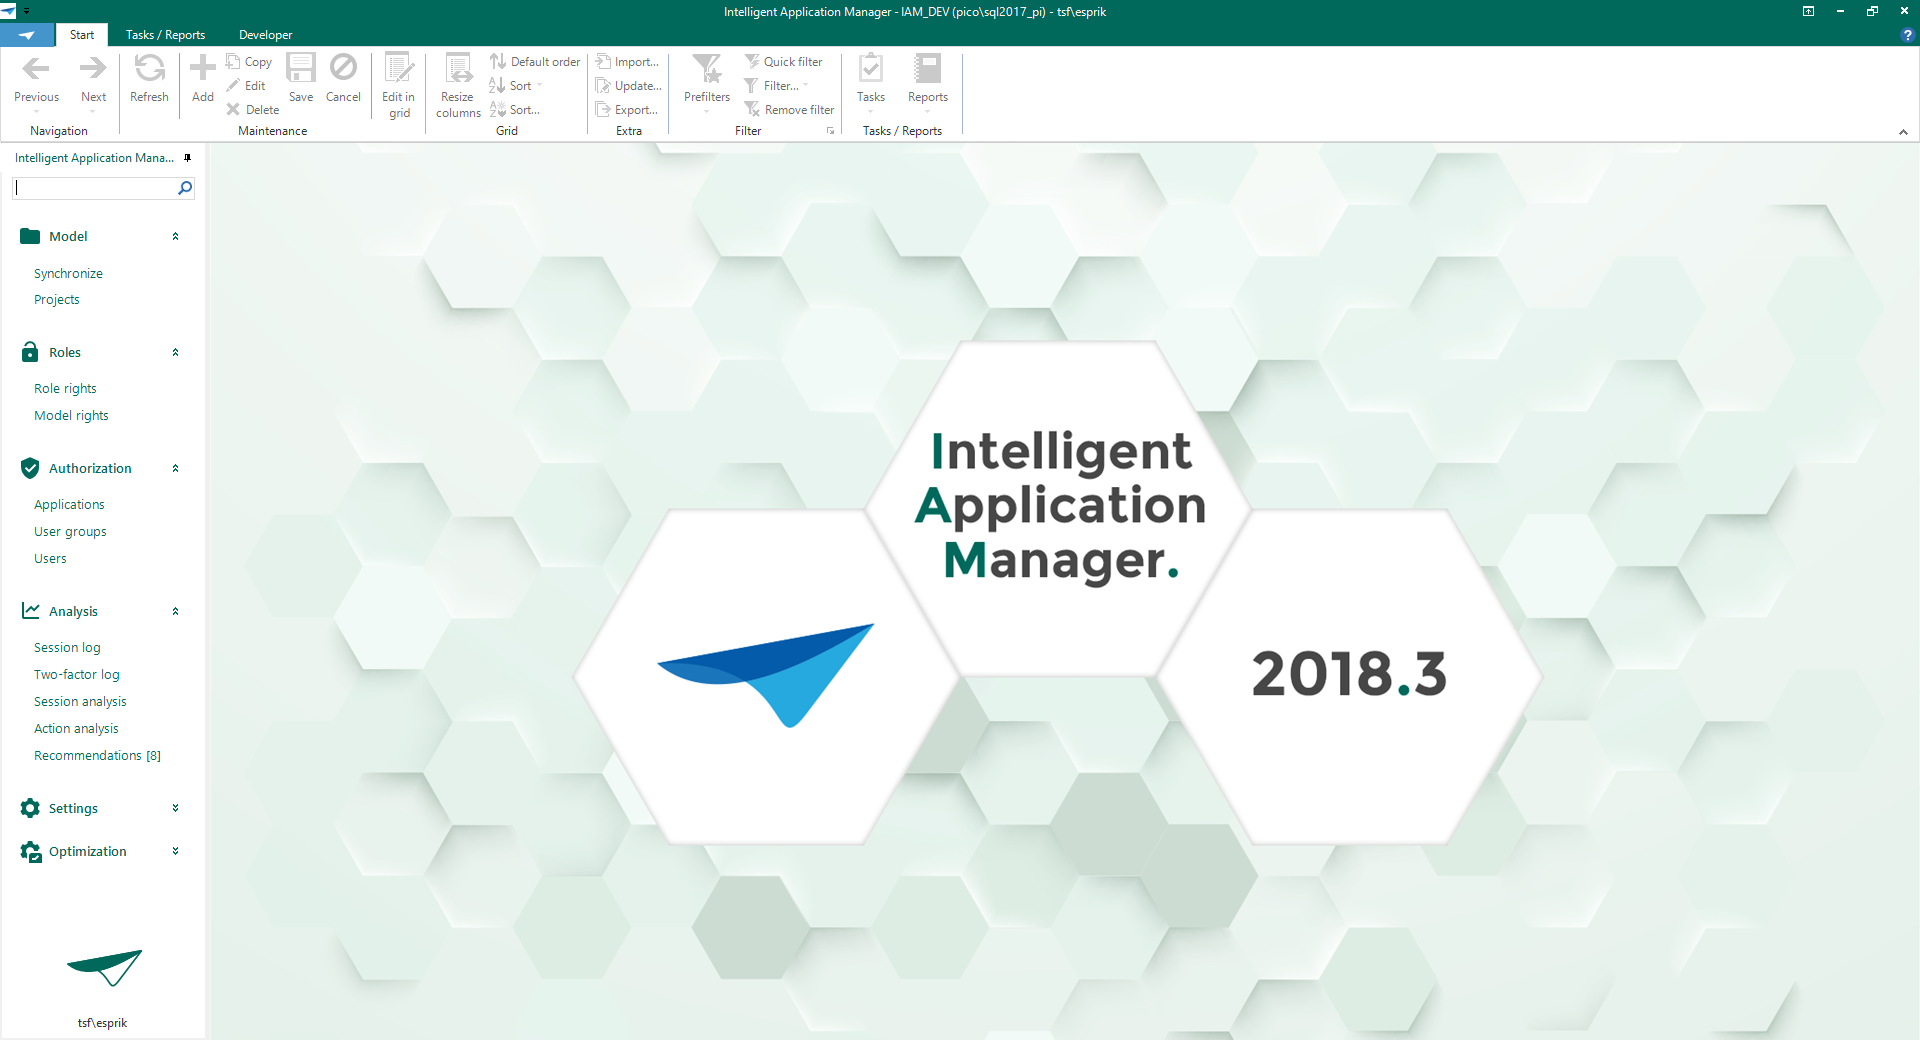 Intelligent Application Manager - IAM_DEV (pico\sql2017_pi) - tsf\esprik
Start Tasks / Reports Developer
?
Previous
Next
Navigation
Refresh
Add
Copy
Edit
Delete
Save
Cancel
Edit in
grid
Maintenance
Resize
columns
Default order
Sort
Sort...
Grid
Import...
Update...
Export...
Extra
Prefilters
Quick filter
Filter...
Remove filter
Filter
Tasks
Reports
Tasks / Reports
Intelligent Application Mana...
Model
Synchronize
Projects
Roles
Role rights
Model rights
Authorization
Applications
User groups
Users
Analysis
Session log
Two-factor log
Session analysis
Action analysis
Recommendations [8]
Settings
Optimization
tsf\esprik
Intelligent
Application
Manager.
2018.3